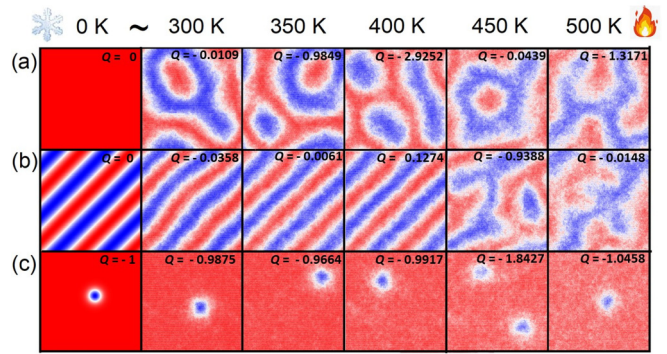 0 K ~ 300 K 350 K 400 K 450 K 500 K
(a) Q = 0 Q = - 0.0109 Q = - 0.9849 Q = - 2.9252 Q = - 0.0439 Q = - 1.3171
(b) Q = 0 Q = - 0.0358 Q = - 0.0061 Q = 0.1274 Q = - 0.9388 Q = - 0.0148
(c) Q = - 1 Q = - 0.9875 Q = - 0.9664 Q = - 0.9917 Q = - 1.8427 Q = -1.0458